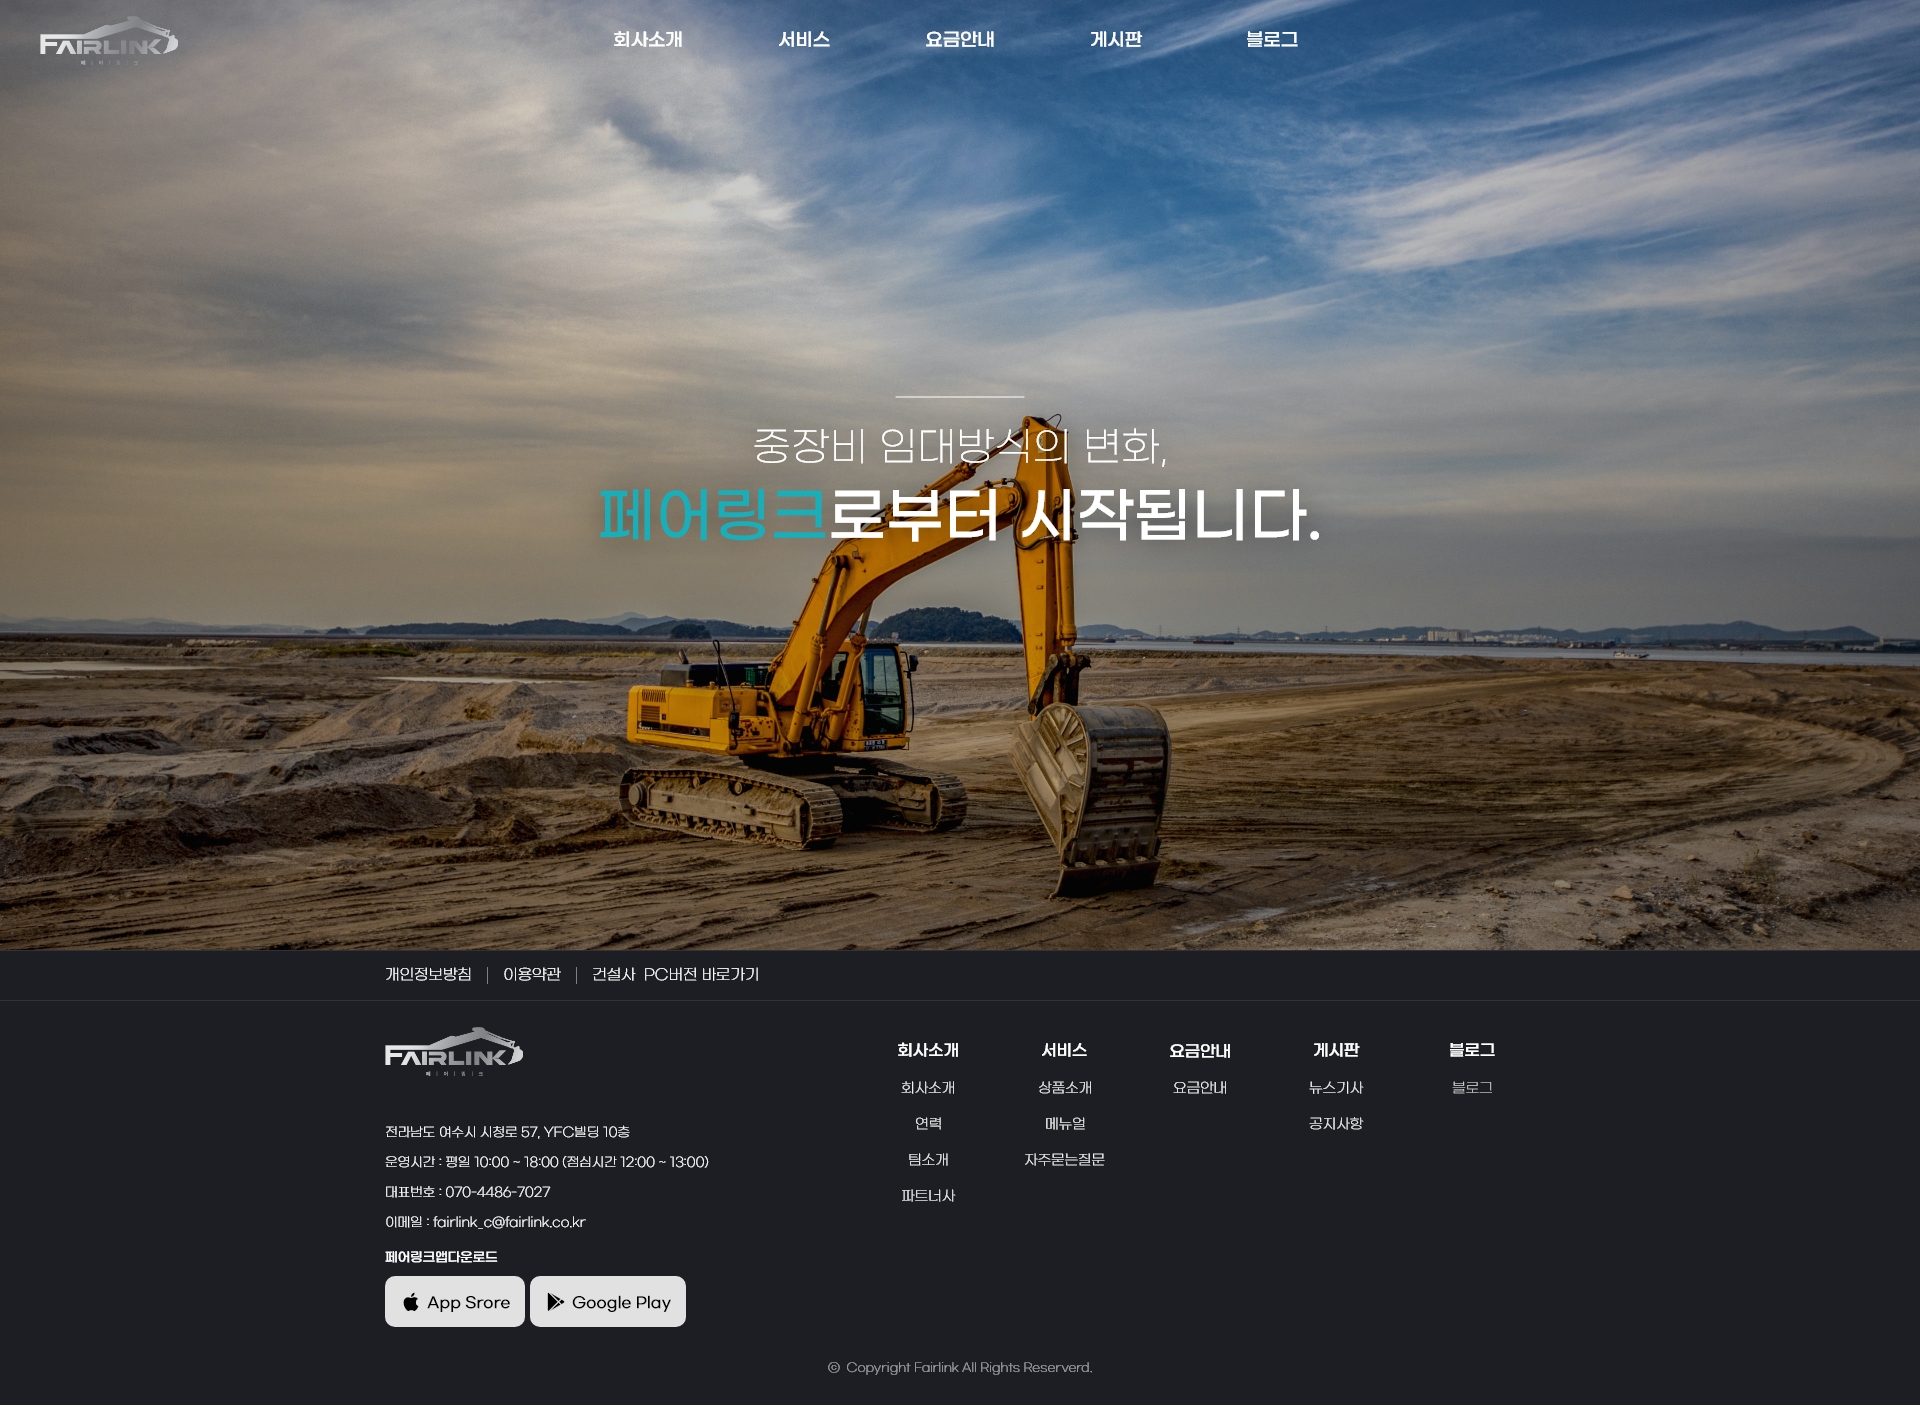 FAIRLINK
페 | 어 | 링 | 크
회사소개 서비스 요금안내 게시판 블로그
중장비 임대방식의 변화,
페어링크로부터 시작됩니다.
개인정보방침 | 이용약관 | 건설사 PC버전 바로가기
FAIRLINK
페 | 어 | 링 | 크
회사소개 서비스 요금안내 게시판 블로그
회사소개 상품소개 요금안내 뉴스기사 블로그
연력 메뉴얼 공지사항
팀소개 자주묻는질문
파트너사
전라남도 여수시 시청로 57, YFC빌딩 10층
운영시간 : 평일 10:00 ~ 18:00 (점심시간 12:00 ~ 13:00)
대표번호 : 070-4486-7027
이메일 : fairlink_c@fairlink.co.kr
페어링크앱다운로드
App Srore Google Play
© Copyright Fairlink All Rights Reserverd.